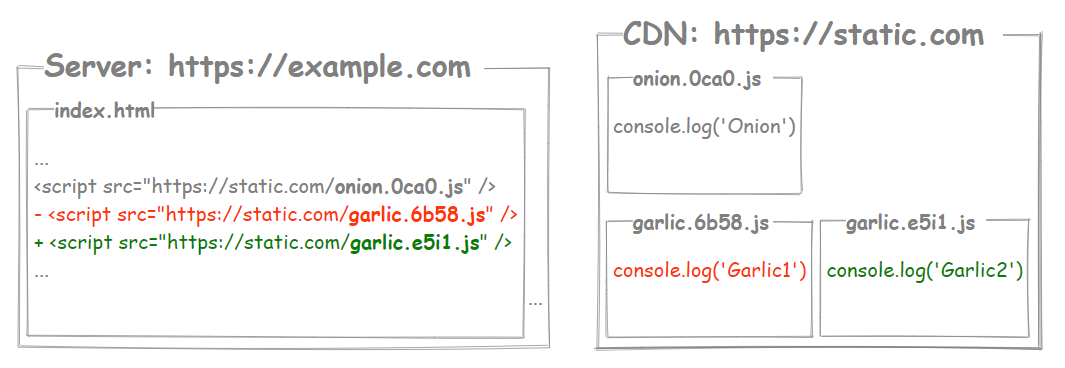 Server: https://example.com
index.html
...
<script src="https://static.com/onion.0ca0.js" />
- <script src="https://static.com/garlic.6b58.js" />
+ <script src="https://static.com/garlic.e5i1.js" />
...
...
CDN: https://static.com
onion.0ca0.js
console.log('Onion')
garlic.6b58.js
console.log('Garlic1')
garlic.e5i1.js
console.log('Garlic2')